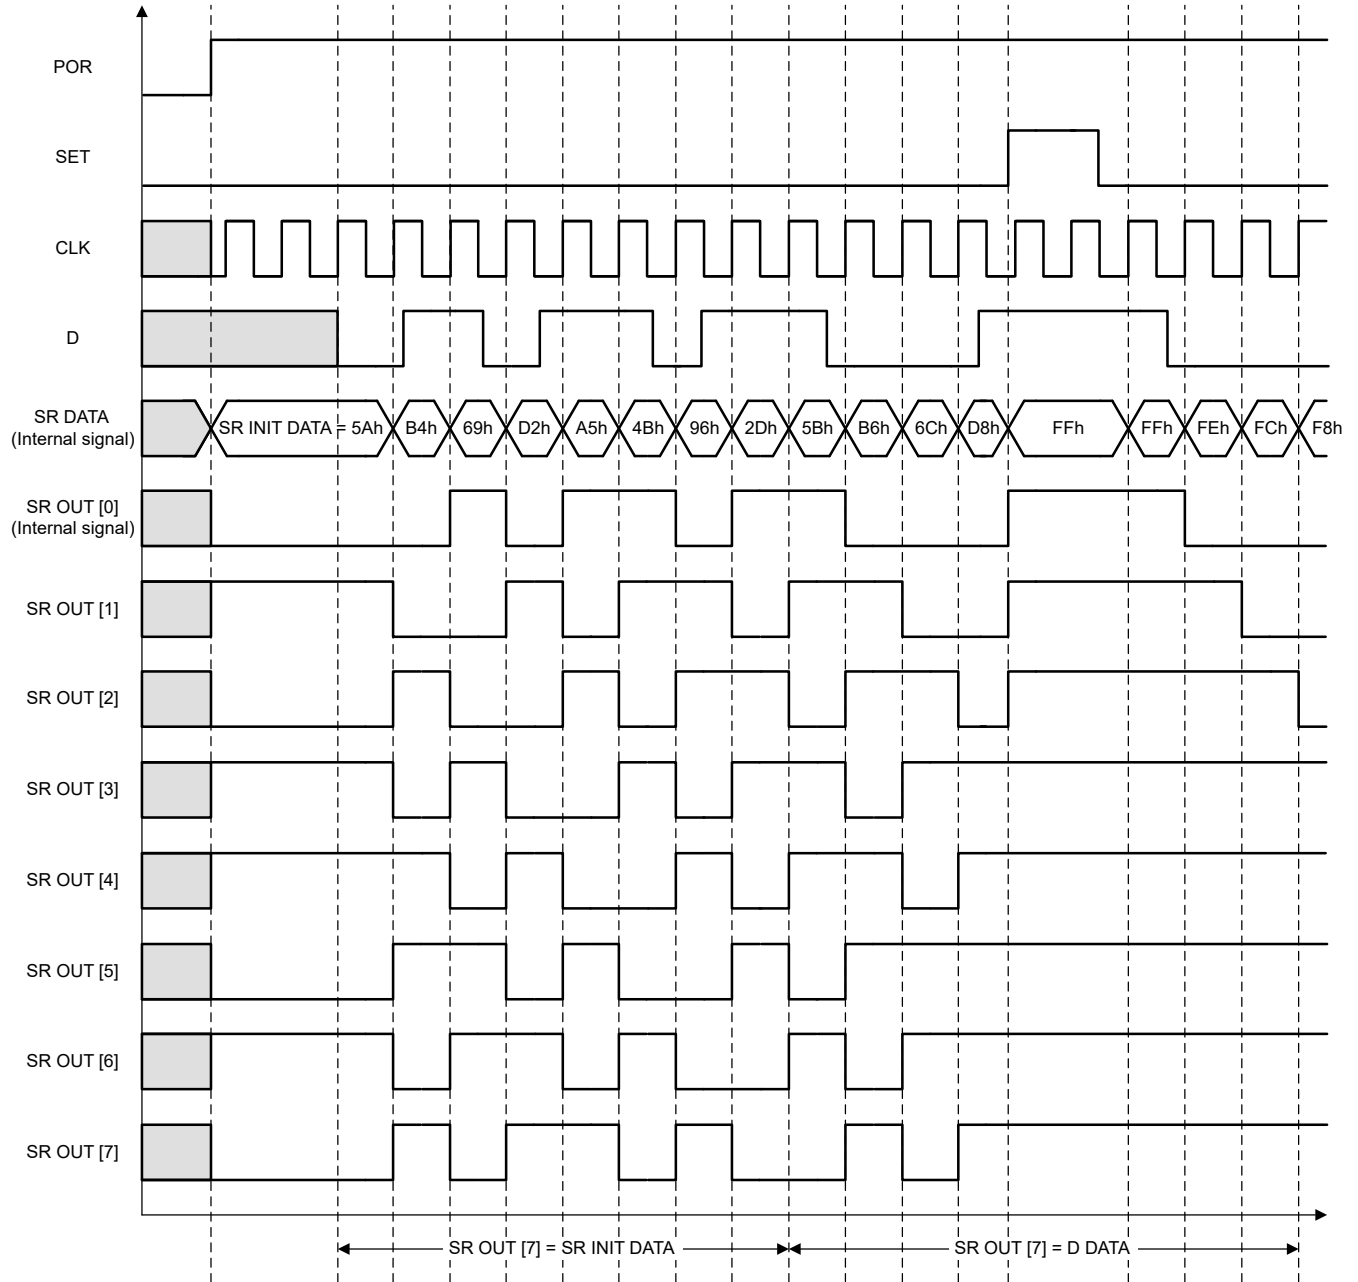 POR
SET
CLK
D
SR DATA
(Internal signal)
SR INIT DATA = 5Ah B4h 69h D2h A5h 4Bh 96h 2Dh 5Bh B6h 6Ch D8h FFh FFh FEh FCh F8h
SR OUT [0]
(Internal signal)
SR OUT [1]
SR OUT [2]
SR OUT [3]
SR OUT [4]
SR OUT [5]
SR OUT [6]
SR OUT [7]
SR OUT [7] = SR INIT DATA SR OUT [7] = D DATA